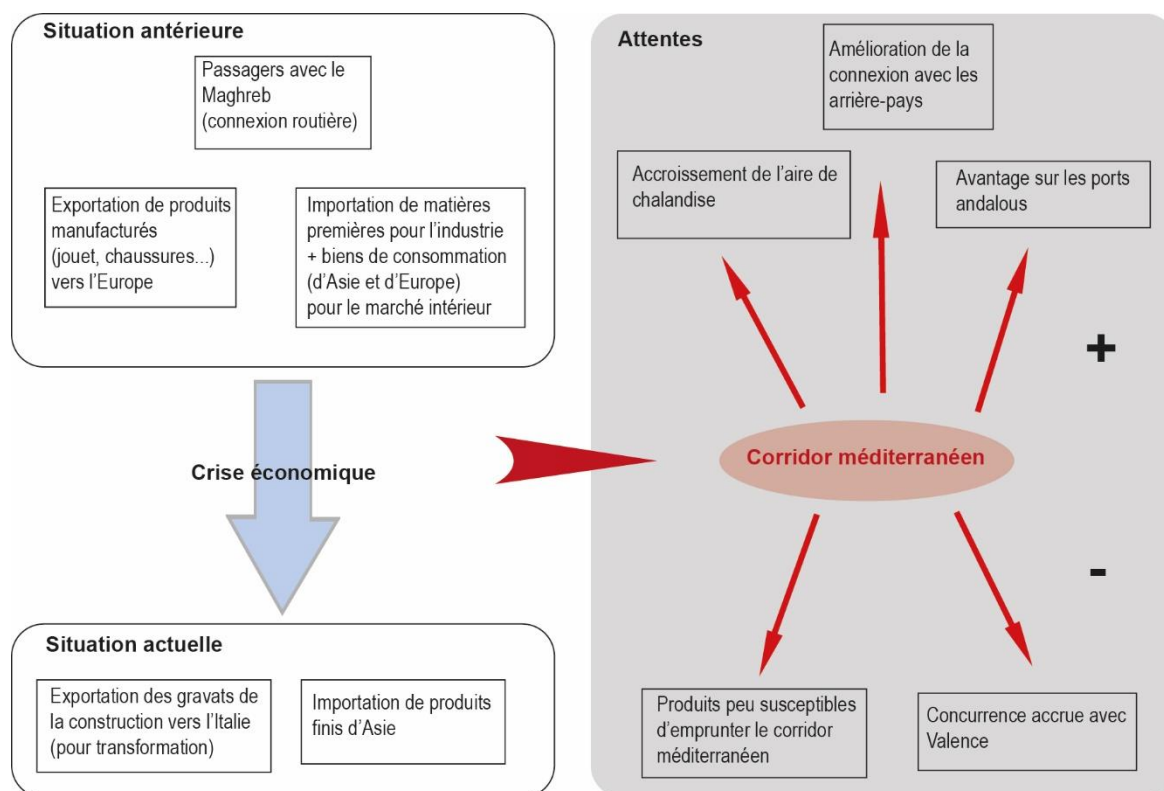 Situation antérieure
Passagers avec le
Maghreb
(connexion routière)
Exportation de produits
manufacturés
(jouet, chaussures...)
vers l’Europe
Importation de matières
premières pour l’industrie
+ biens de consommation
(d’Asie et d’Europe)
pour le marché intérieur
Crise économique
Situation actuelle
Exportation des gravats de
la construction vers l’Italie
(pour transformation)
Importation de produits
finis d’Asie
Attentes
Amélioration de la
connexion avec les
arrière-pays
Accroissement de l’aire de
chalandise
Avantage sur les ports
andalous
+
Corridor méditerranéen
-
Produits peu susceptibles
d’emprunter le corridor
méditerranéen
Concurrence accrue avec
Valence